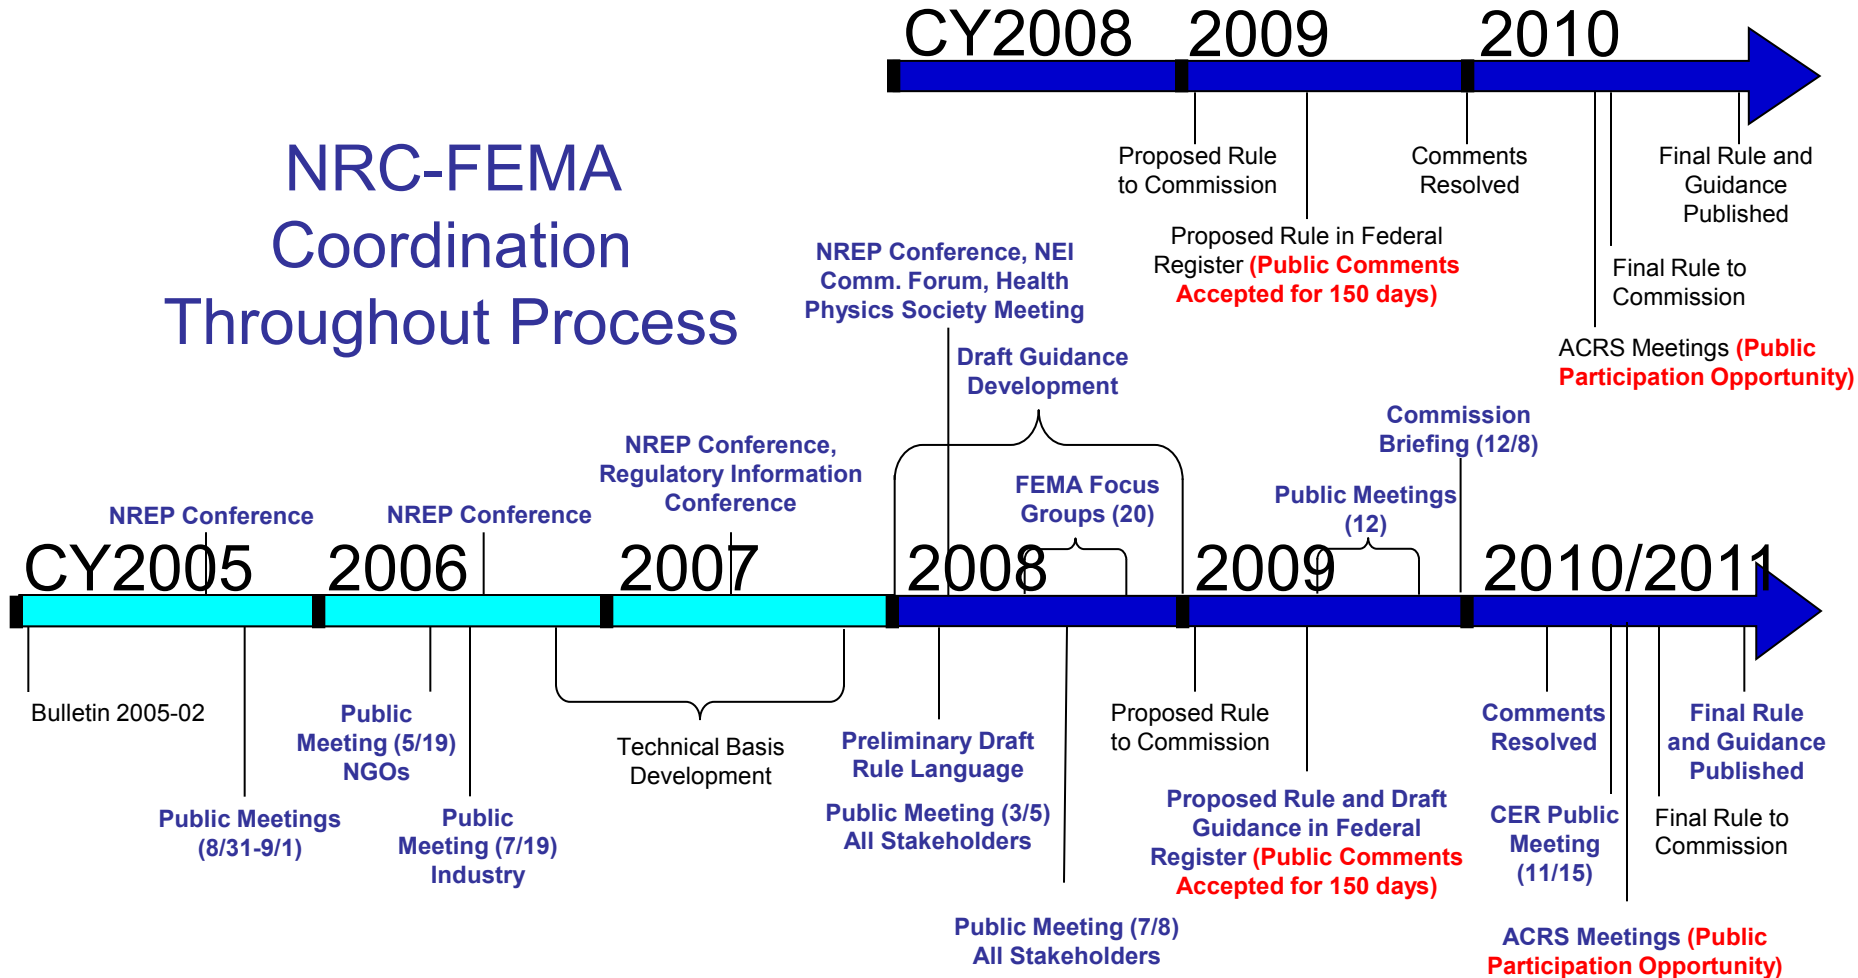 CY2008 2009 2010
NRC-FEMA
Coordination
Throughout Process
Proposed Rule
to Commission
Comments
Resolved
Final Rule and
Guidance
Published
Proposed Rule in Federal
Register (Public Comments
Accepted for 150 days)
Final Rule to
Commission
ACRS Meetings (Public
Participation Opportunity)
NREP Conference, NEI
Comm. Forum, Health
Physics Society Meeting
Draft Guidance
Development
Commission
Briefing (12/8)
NREP Conference
NREP Conference
NREP Conference,
Regulatory Information
Conference
FEMA Focus
Groups (20)
Public Meetings
(12)
CY2005 2006 2007 2008 2009 2010/2011
Bulletin 2005-02
Public Meetings
(8/31-9/1)
Public
Meeting (5/19)
NGOs
Public
Meeting (7/19)
Industry
Technical Basis
Development
Preliminary Draft
Rule Language
Public Meeting (3/5)
All Stakeholders
Public Meeting (7/8)
All Stakeholders
Proposed Rule
to Commission
Proposed Rule and Draft
Guidance in Federal
Register (Public Comments
Accepted for 150 days)
Comments
Resolved
CER Public
Meeting
(11/15)
ACRS Meetings (Public
Participation Opportunity)
Final Rule to
Commission
Final Rule
and Guidance
Published